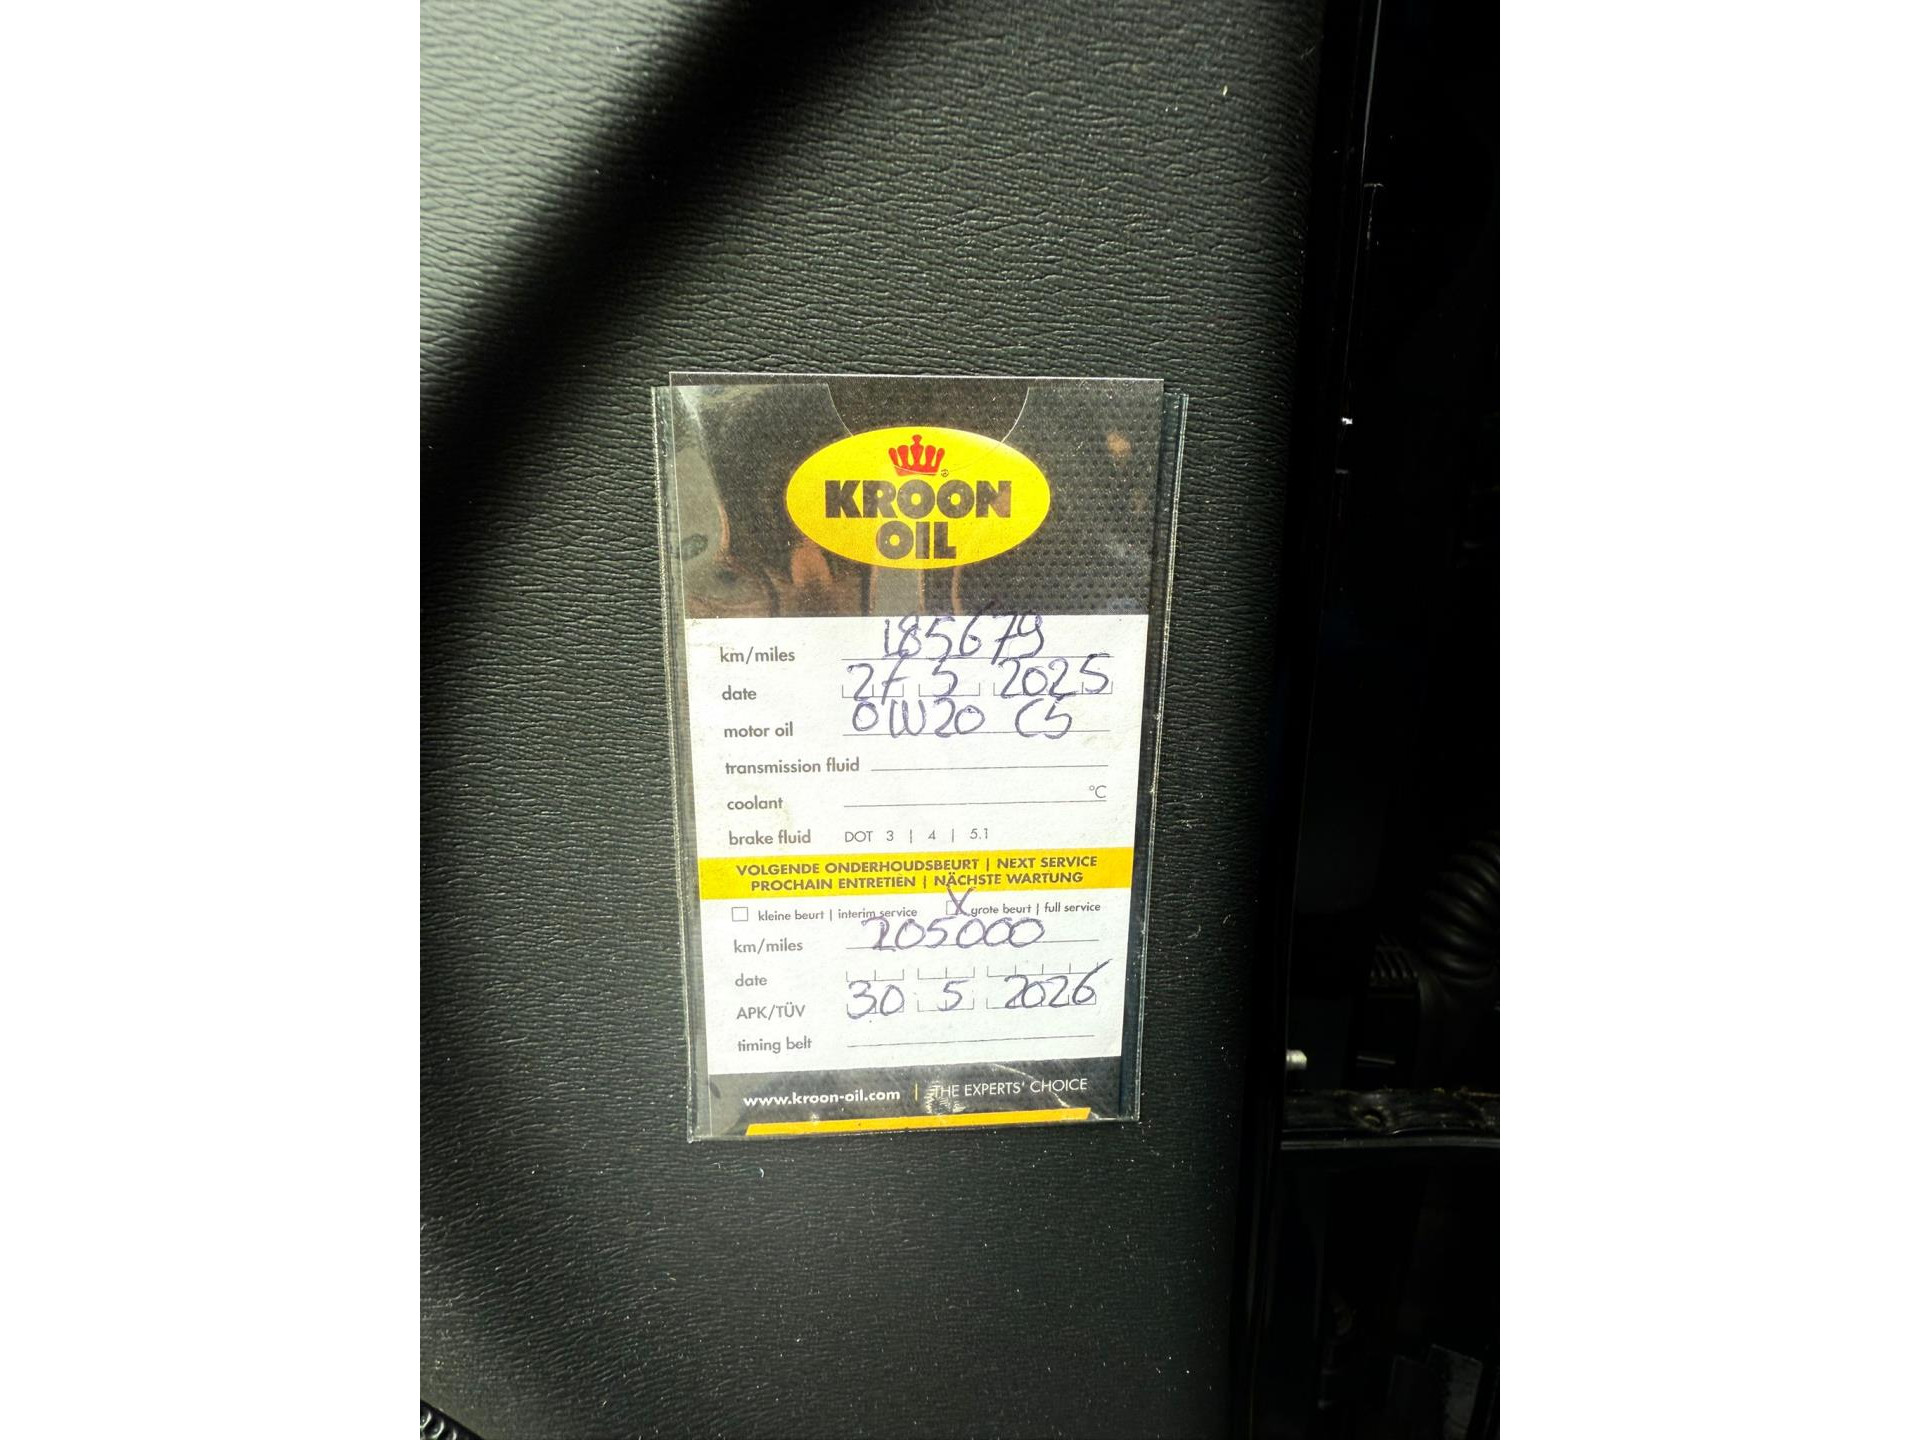 KROON
OIL
km/miles 185679
date 27 5 2025
motor oil 0W20 C5
transmission fluid
coantant °C
brake fluid DOT 3 | 4 | 5.1
VOLGENDE ONDERHOUDSBEURT | NEXT SERVICE
PROCHAIN ENTRETIEN | NÄCHSTE WARTUNG
kleine beurt | interim service X grote beurt | full service
km/miles 205000
date
APK/TÜV 30 5 2026
timing belt
www.kroon-oil.com | THE EXPERTS' CHOICE